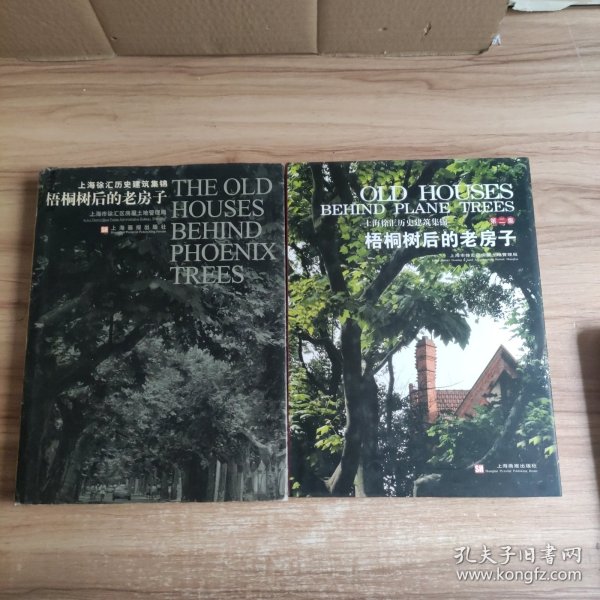 上海徐汇历史建筑集锦
梧桐树后的老房子
上海市徐汇区房屋土地管理局
上海画报出版社
THE OLD
HOUSES
BEHIND
PHOENIX
TREES
OLD HOUSES
BEHIND PLANE TREES
上海徐汇历史建筑集锦
第二集
梧桐树后的老房子
上海画报出版社
Shanghai Pictorial Publishing House
孔夫子旧书网
www.kongfz.com